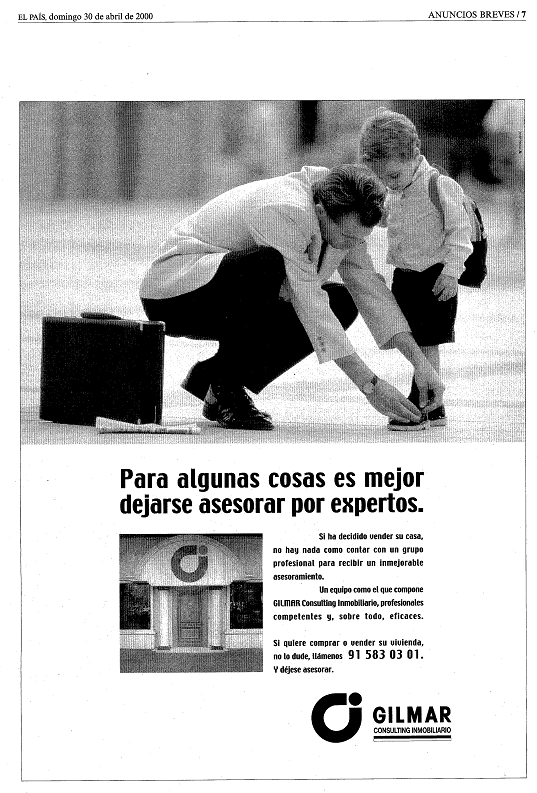 EL PAÍS, domingo 30 de abril de 2000
ANUNCIOS BREVES / 7
Para algunas cosas es mejor
dejarse asesorar por expertos.
Si ha decidido vender su casa,
no hay nada como contar con un grupo
profesional para recibir un inmejorable
asesoramiento.
Un equipo como el que compone
GILMAR Consulting Inmobiliario, profesionales
competentes y, sobre todo, eficaces.
Si quiere comprar o vender su vivienda,
no lo dude, llámenos 91 583 03 01.
Y déjese asesorar.
GILMAR
CONSULTING INMOBILIARIO